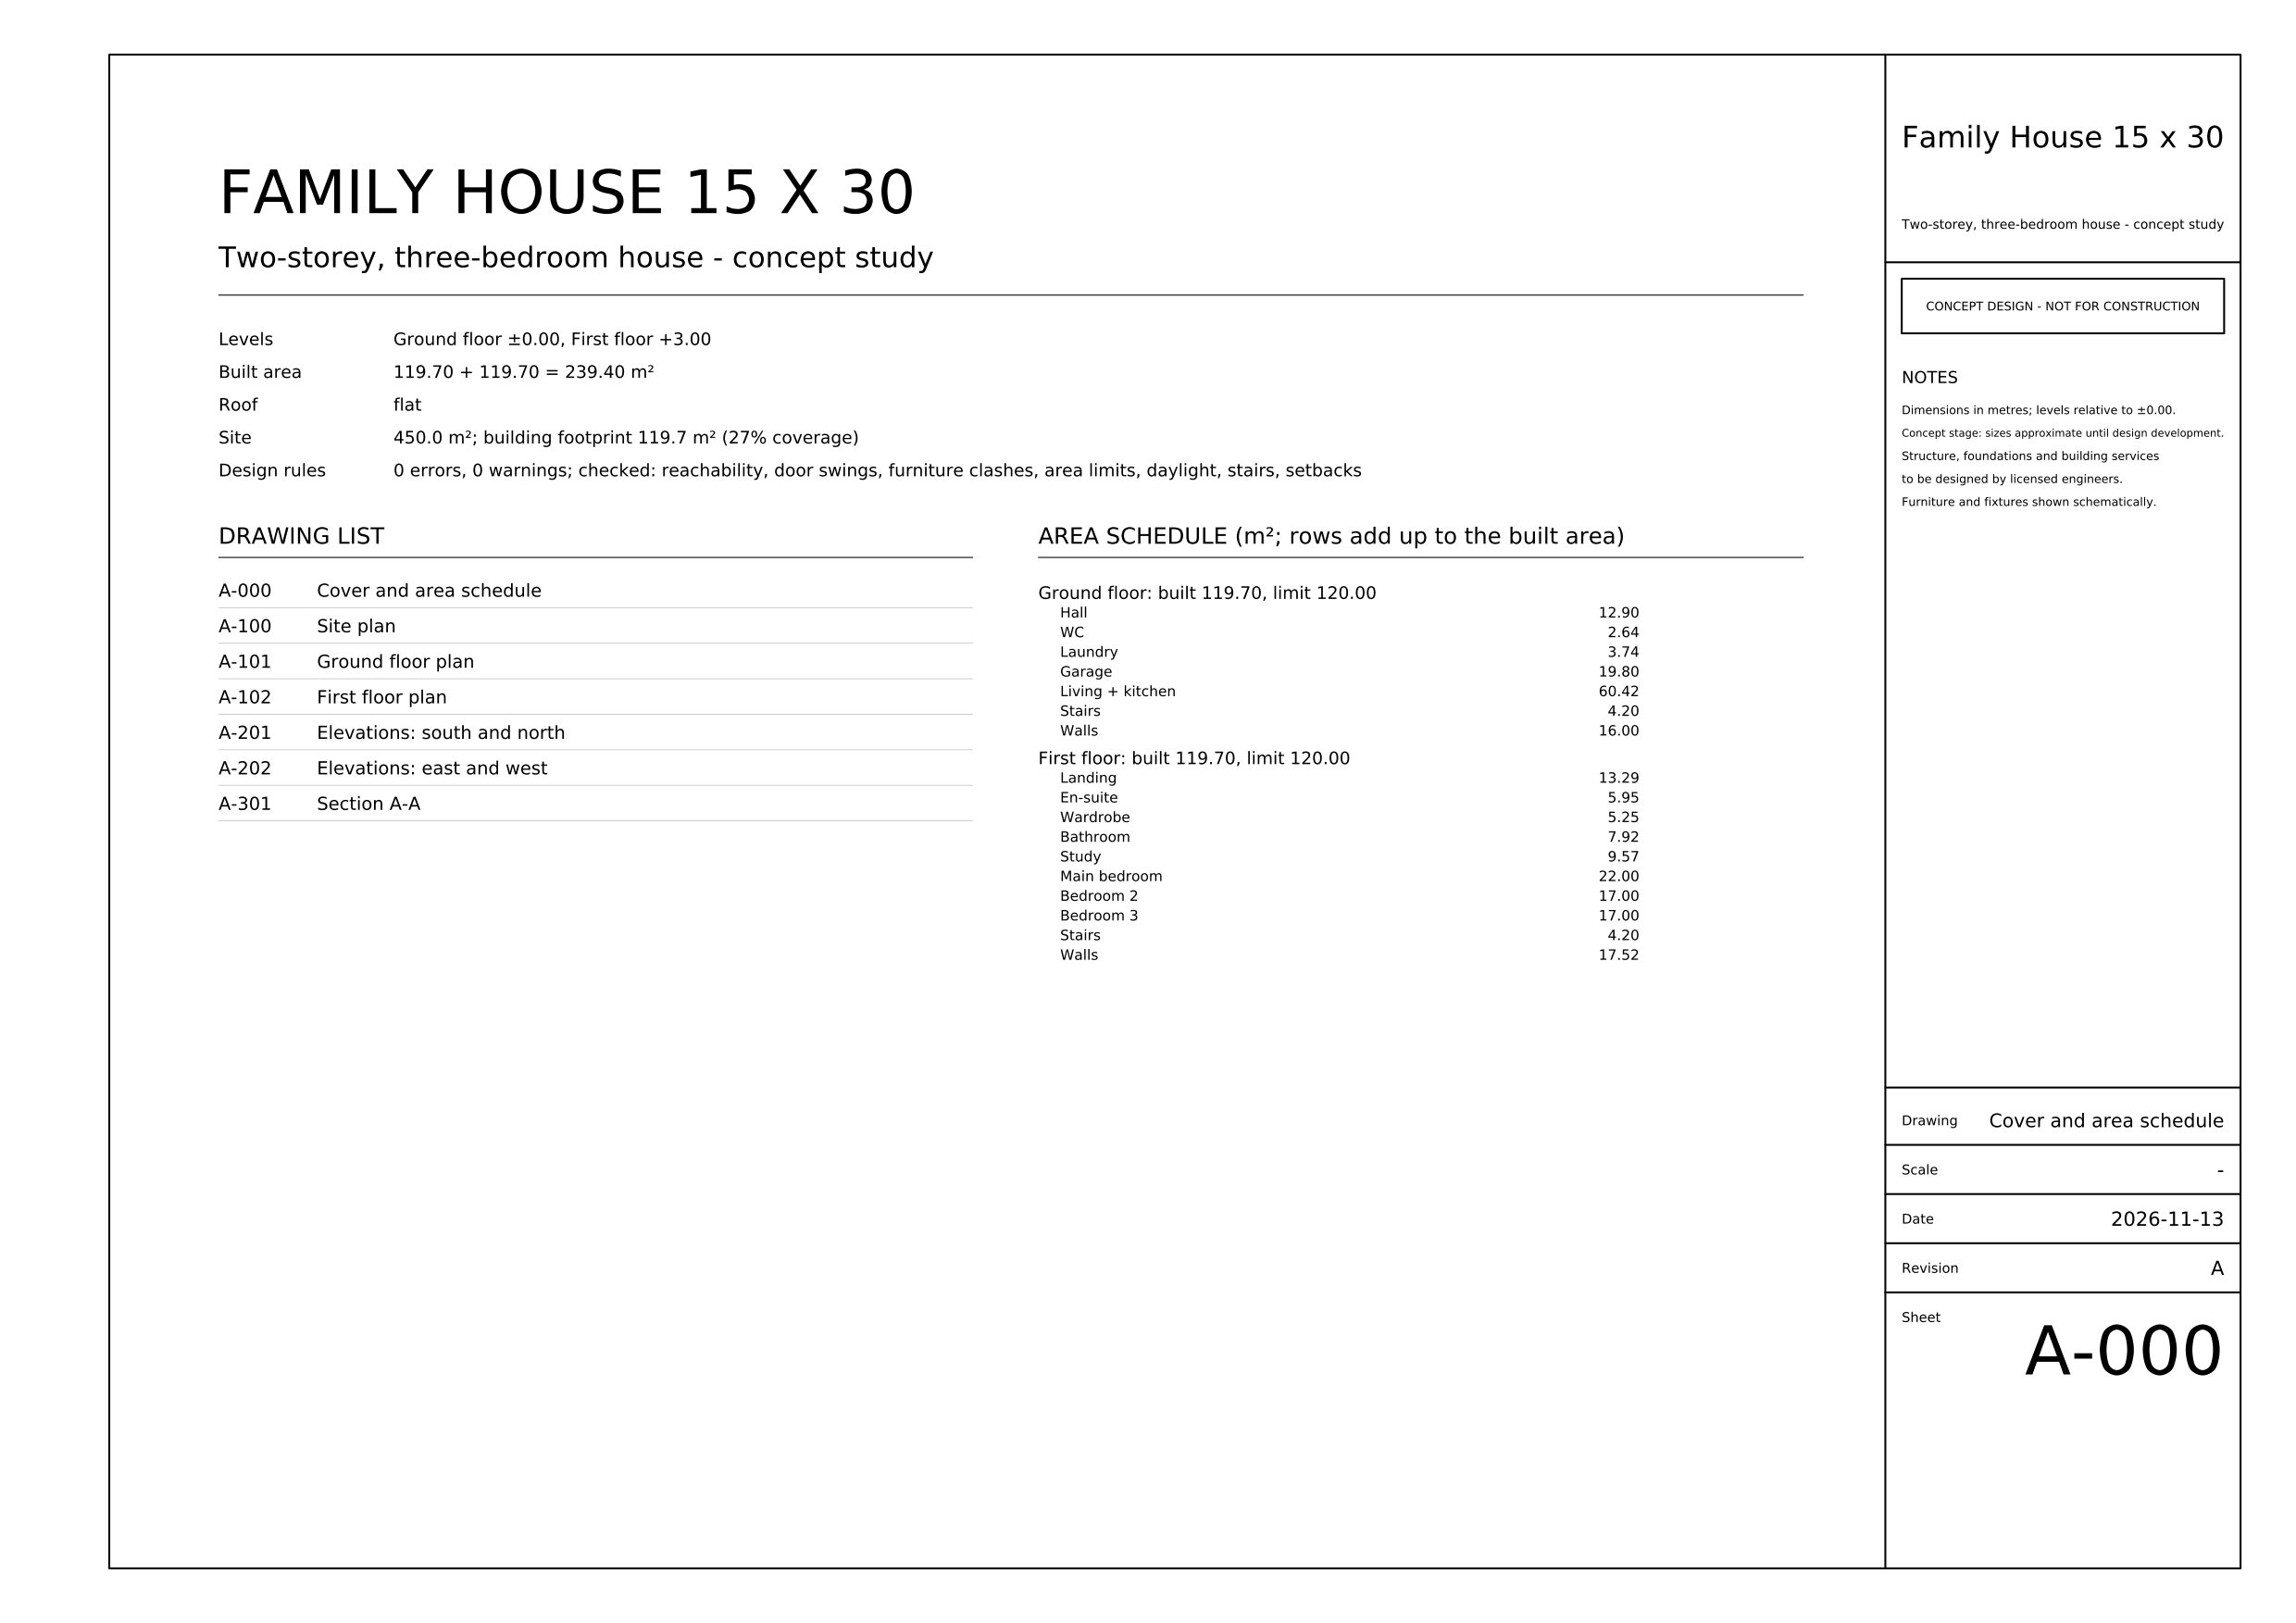 FAMILY HOUSE 15 X 30
Two-storey, three-bedroom house - concept study
Levels Ground floor ±0.00, First floor +3.00
Built area 119.70 + 119.70 = 239.40 m²
Roof flat
Site 450.0 m²; building footprint 119.7 m² (27% coverage)
Design rules 0 errors, 0 warnings; checked: reachability, door swings, furniture clashes, area limits, daylight, stairs, setbacks
DRAWING LIST
A-000 Cover and area schedule
A-100 Site plan
A-101 Ground floor plan
A-102 First floor plan
A-201 Elevations: south and north
A-202 Elevations: east and west
A-301 Section A-A
AREA SCHEDULE (m²; rows add up to the built area)
Ground floor: built 119.70, limit 120.00
Hall 12.90
WC 2.64
Laundry 3.74
Garage 19.80
Living + kitchen 60.42
Stairs 4.20
Walls 16.00
First floor: built 119.70, limit 120.00
Landing 13.29
En-suite 5.95
Wardrobe 5.25
Bathroom 7.92
Study 9.57
Main bedroom 22.00
Bedroom 2 17.00
Bedroom 3 17.00
Stairs 4.20
Walls 17.52
Family House 15 x 30
Two-storey, three-bedroom house - concept study
CONCEPT DESIGN - NOT FOR CONSTRUCTION
NOTES
Dimensions in metres; levels relative to ±0.00.
Concept stage: sizes approximate until design development.
Structure, foundations and building services
to be designed by licensed engineers.
Furniture and fixtures shown schematically.
Drawing Cover and area schedule
Scale -
Date 2026-11-13
Revision A
Sheet A-000